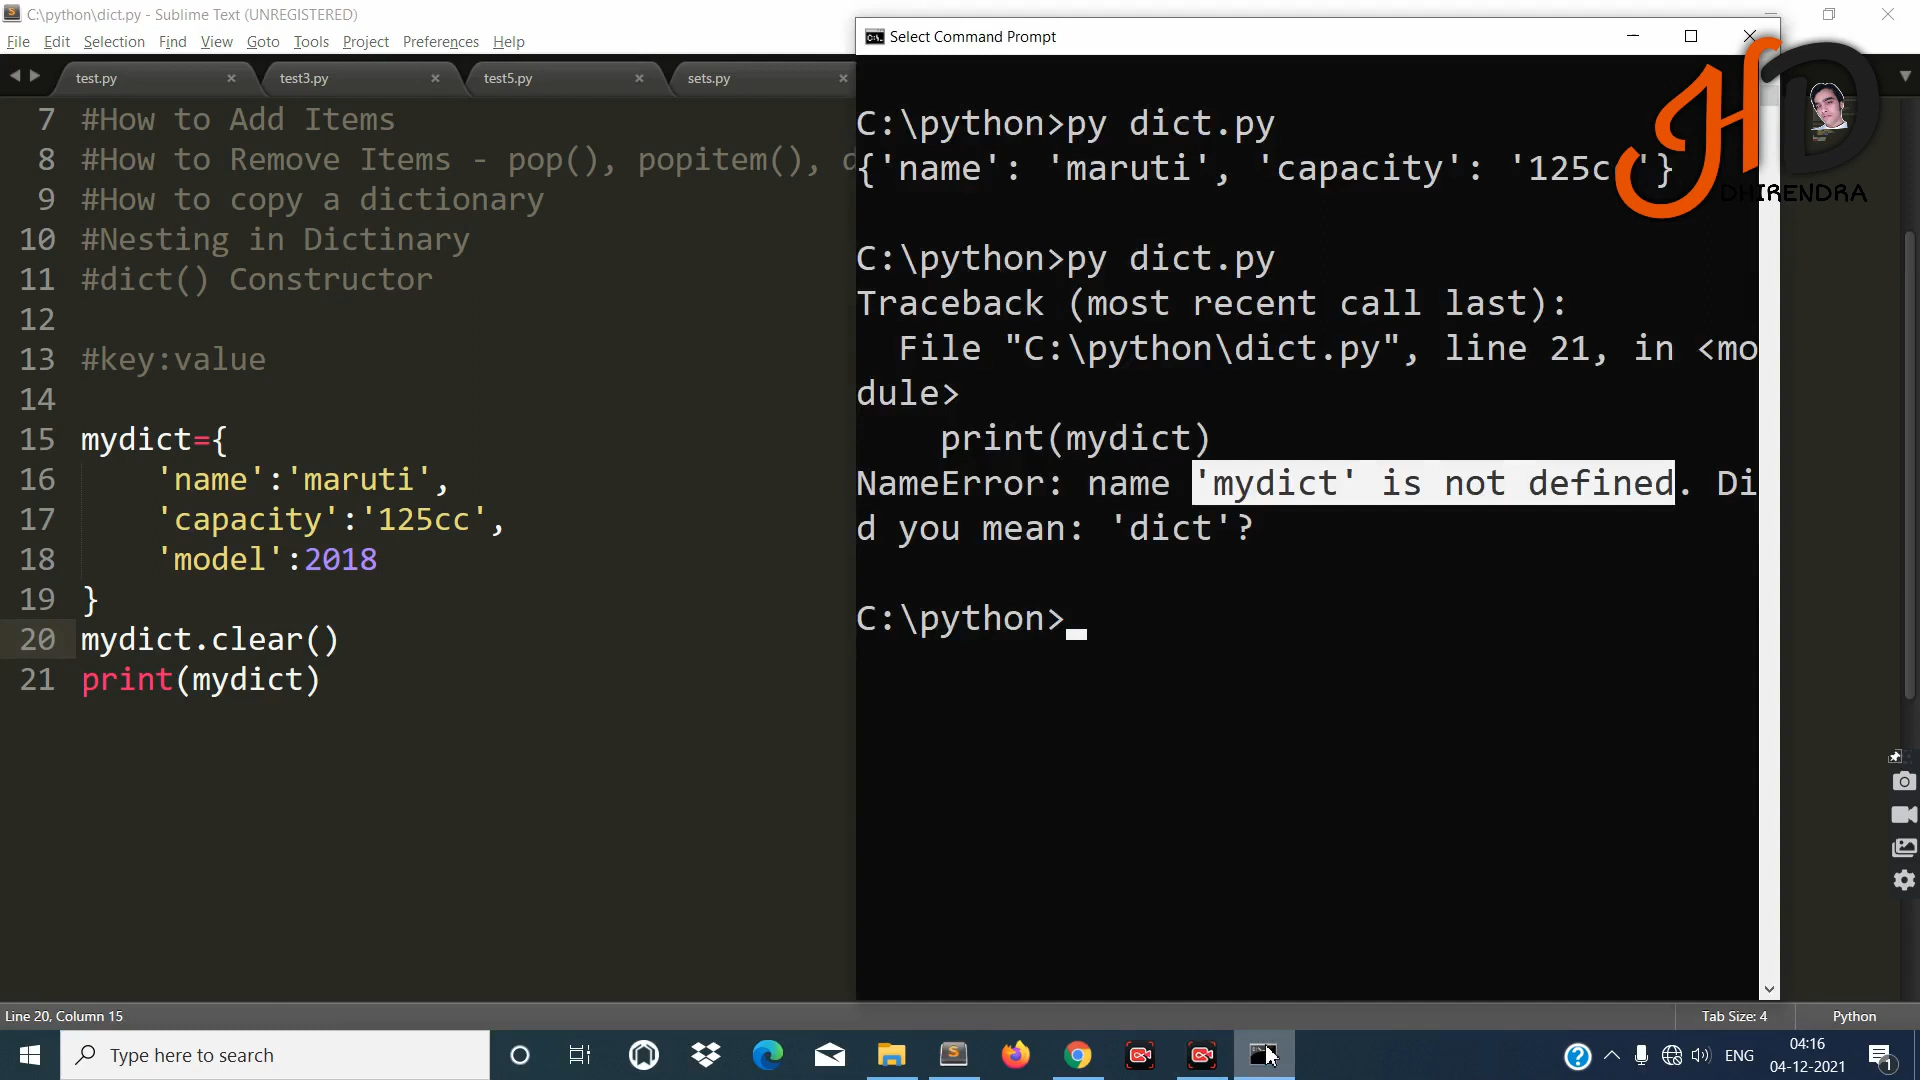 C:\python\dict.py - Sublime Text (UNREGISTERED)
File Edit Selection Find View Goto Tools Project Preferences Help
test.py × test3.py × test5.py × sets.py ×
7 #How to Add Items
8 #How to Remove Items - pop(), popitem(), d
9 #How to copy a dictionary
10 #Nesting in Dictinary
11 #dict() Constructor
12
13 #key:value
14
15 mydict={
16 'name':'maruti',
17 'capacity':'125cc',
18 'model':2018
19 }
20 mydict.clear()
21 print(mydict)
Select Command Prompt
C:\python>py dict.py
{'name': 'maruti', 'capacity': '125c '}
C:\python>py dict.py
Traceback (most recent call last):
File "C:\python\dict.py", line 21, in <mo
dule>
print(mydict)
NameError: name 'mydict' is not defined. Di
d you mean: 'dict'?
C:\python>
HD
DHIRENDRA
Line 20, Column 15
Tab Size: 4
Python
Type here to search
ENG
04:16
04-12-2021
1